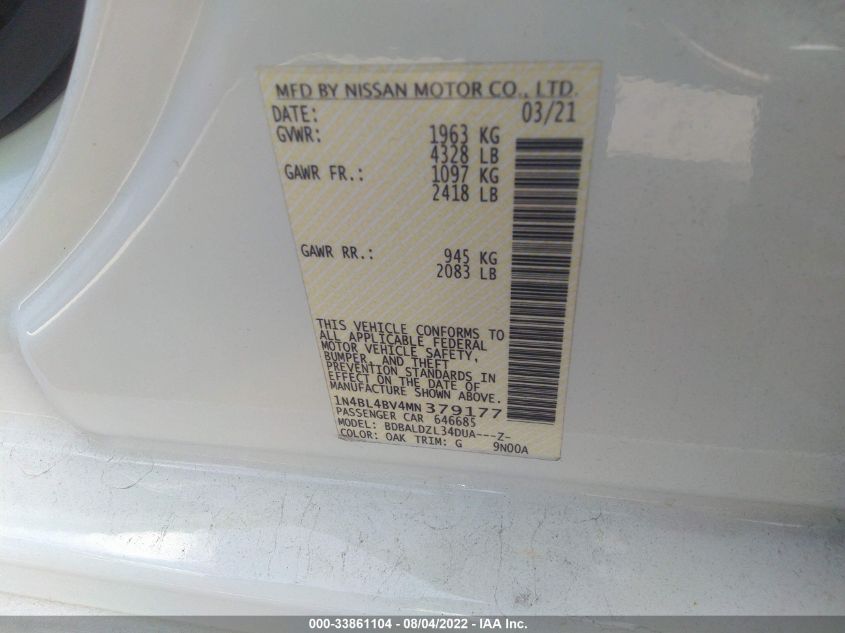 MFD BY NISSAN MOTOR CO., LTD.
DATE: 03/21
GVWR: 1963 KG
4328 LB
GAWR FR.: 1097 KG
2418 LB
GAWR RR.: 945 KG
2083 LB
THIS VEHICLE CONFORMS TO
ALL APPLICABLE FEDERAL
MOTOR VEHICLE SAFETY,
BUMPER, AND THEFT
PREVENTION STANDARDS IN
EFFECT ON THE DATE OF
MANUFACTURE SHOWN ABOVE.
1N4BL4BV4MN379177
PASSENGER CAR 646685
MODEL: BDBALDZL34DUA---Z-
COLOR: OAK TRIM: G 9N00A
000-33861104 - 08/04/2022 - IAA Inc.